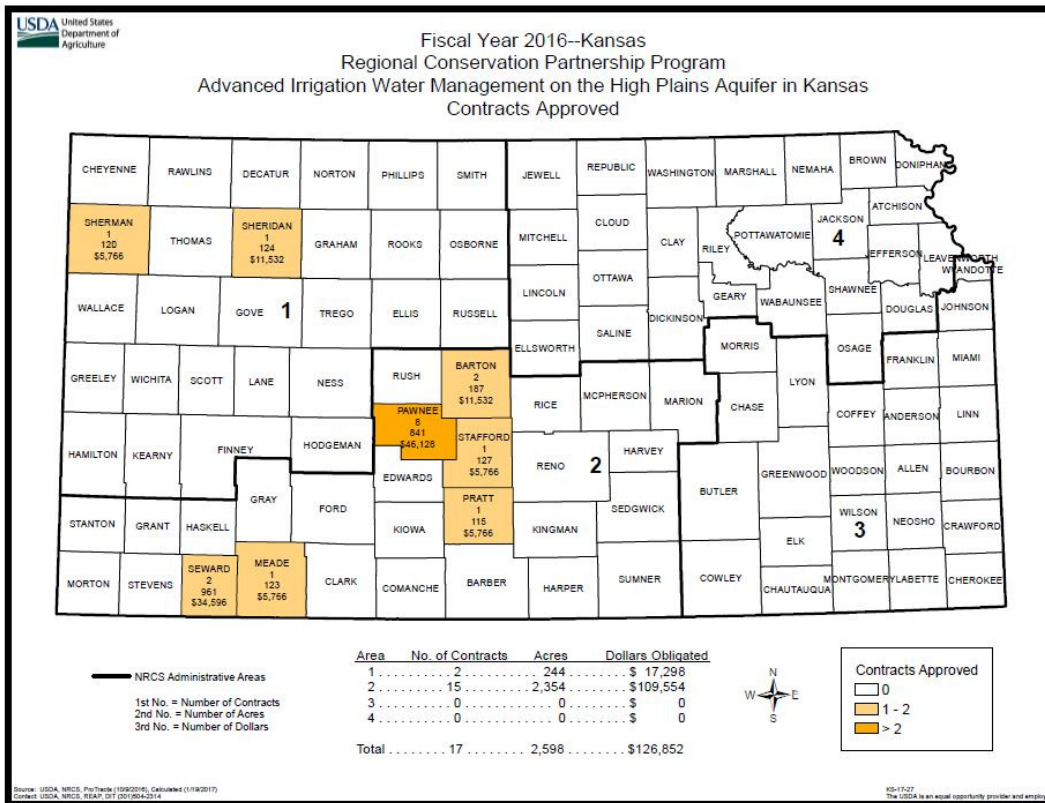 USDA United States
Department of
Agriculture
Fiscal Year 2016--Kansas
Regional Conservation Partnership Program
Advanced Irrigation Water Management on the High Plains Aquifer in Kansas
Contracts Approved
CHEYENNE RAWLINS DECATUR NORTON PHILLIPS SMITH JEWELL REPUBLIC WASHINGTON MARSHALL NEMAHA BROWN DONIPHAN
SHERMAN
1
120
$5,766
THOMAS
SHERIDAN
1
124
$11,532
GRAHAM ROOKS OSBORNE MITCHELL CLOUD CLAY RILEY POTTAWATOMIE JACKSON ATCHISON
4
JEFFERSON LEAVENWORTH
WYANDOTTE
WALLACE LOGAN GOVE 1 TREGO ELLIS RUSSELL LINCOLN OTTAWA DICKINSON GEARY WABAUNSEE SHAWNEE DOUGLAS JOHNSON
SALINE
ELLSWORTH MORRIS OSAGE FRANKLIN MIAMI
GREELEY WICHITA SCOTT LANE NESS RUSH
BARTON
2
187
$11,532
RICE MCPHERSON MARION CHASE LYON COFFEY ANDERSON LINN
PAWNEE
8
841
$46,128
STAFFORD
1
127
$5,766
HAMILTON KEARNY FINNEY HODGEMAN EDWARDS RENO 2 HARVEY
GREENWOOD WOODSON ALLEN BOURBON
BUTLER
GRAY FORD
PRATT
1
115
$5,766
STANTON GRANT HASKELL KIOWA KINGMAN SEDGWICK
ELK WILSON NEOSHO CRAWFORD
3
MORTON STEVENS
SEWARD
2
961
$34,596
MEADE
1
123
$5,766
CLARK COMANCHE BARBER HARPER SUMNER COWLEY CHAUTAUQUA MONTGOMERY LABETTE CHEROKEE
NRCS Administrative Areas
1st No. = Number of Contracts
2nd No. = Number of Acres
3rd No. = Number of Dollars
Area No. of Contracts Acres Dollars Obligated
1 . . . . . . . . . 2 . . . . . . . . . 244 . . . . . . $ 17,298
2 . . . . . . . . 15 . . . . . . . 2,354 . . . . . . $109,554
3 . . . . . . . . . 0 . . . . . . . . . . . 0 . . . . . . $ 0
4 . . . . . . . . . 0 . . . . . . . . . . . 0 . . . . . . $ 0
Total . . . . . . . . 17 . . . . . . . 2,598 . . . . . . $126,852
N
W E
S
Contracts Approved
0
1 - 2
> 2
Source: USDA, NRCS, ProTracts (10/9/2016), Calculated (1/19/2017)
Contact: USDA, NRCS, REAP, DIT (301)504-2314
KS-17-27
The USDA is an equal opportunity provider and employ